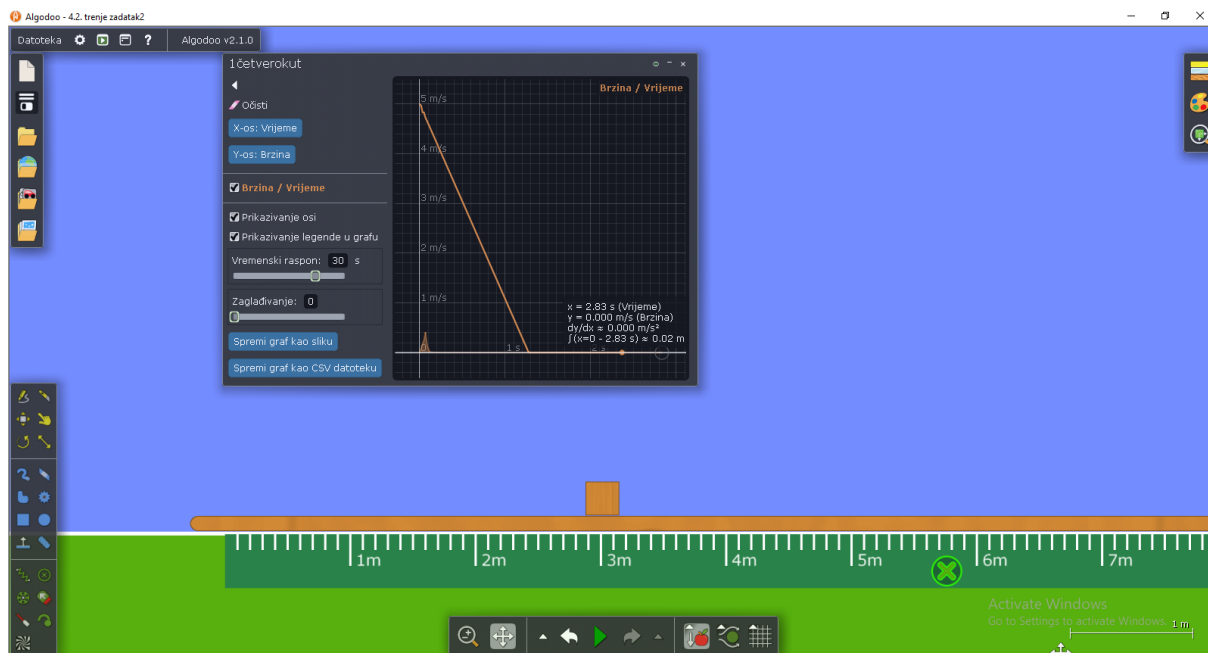 Algodoo - 4.2. trenje zadatak2
Datoteka ? Algodoo v2.1.0
1četverokut
Očisti
X-os: Vrijeme
Y-os: Brzina
Brzina / Vrijeme
Prikazivanje osi
Prikazivanje legende u grafu
Vremenski raspon: 30 s
Zaglađivanje: 0
Spremi graf kao sliku
Spremi graf kao CSV datoteku
Brzina / Vrijeme
5 m/s
4 m/s
3 m/s
2 m/s
1 m/s
x = 2.83 s (Vrijeme)
y = 0.000 m/s (Brzina)
dy/dx ≈ 0.000 m/s²
∫(x=0 - 2.83 s) ≈ 0.02 m
0 1 s 2 s
1m 2m 3m 4m 5m 6m 7m
Activate Windows
Go to Settings to activate Windows.
1 m